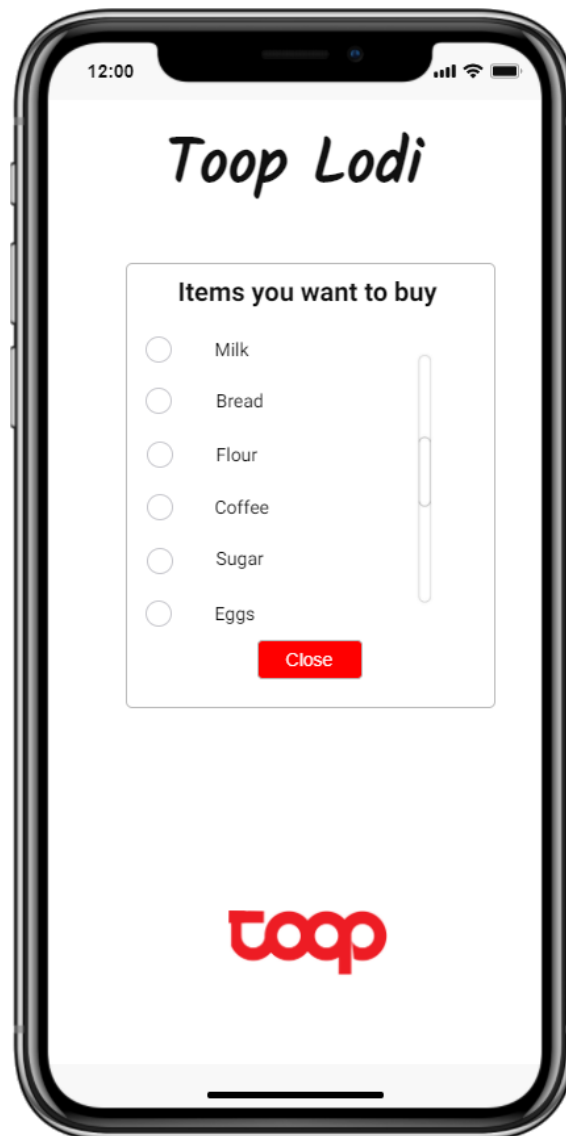 12:00
Toop Lodi
Items you want to buy
Milk
Bread
Flour
Coffee
Sugar
Eggs
Close
toop